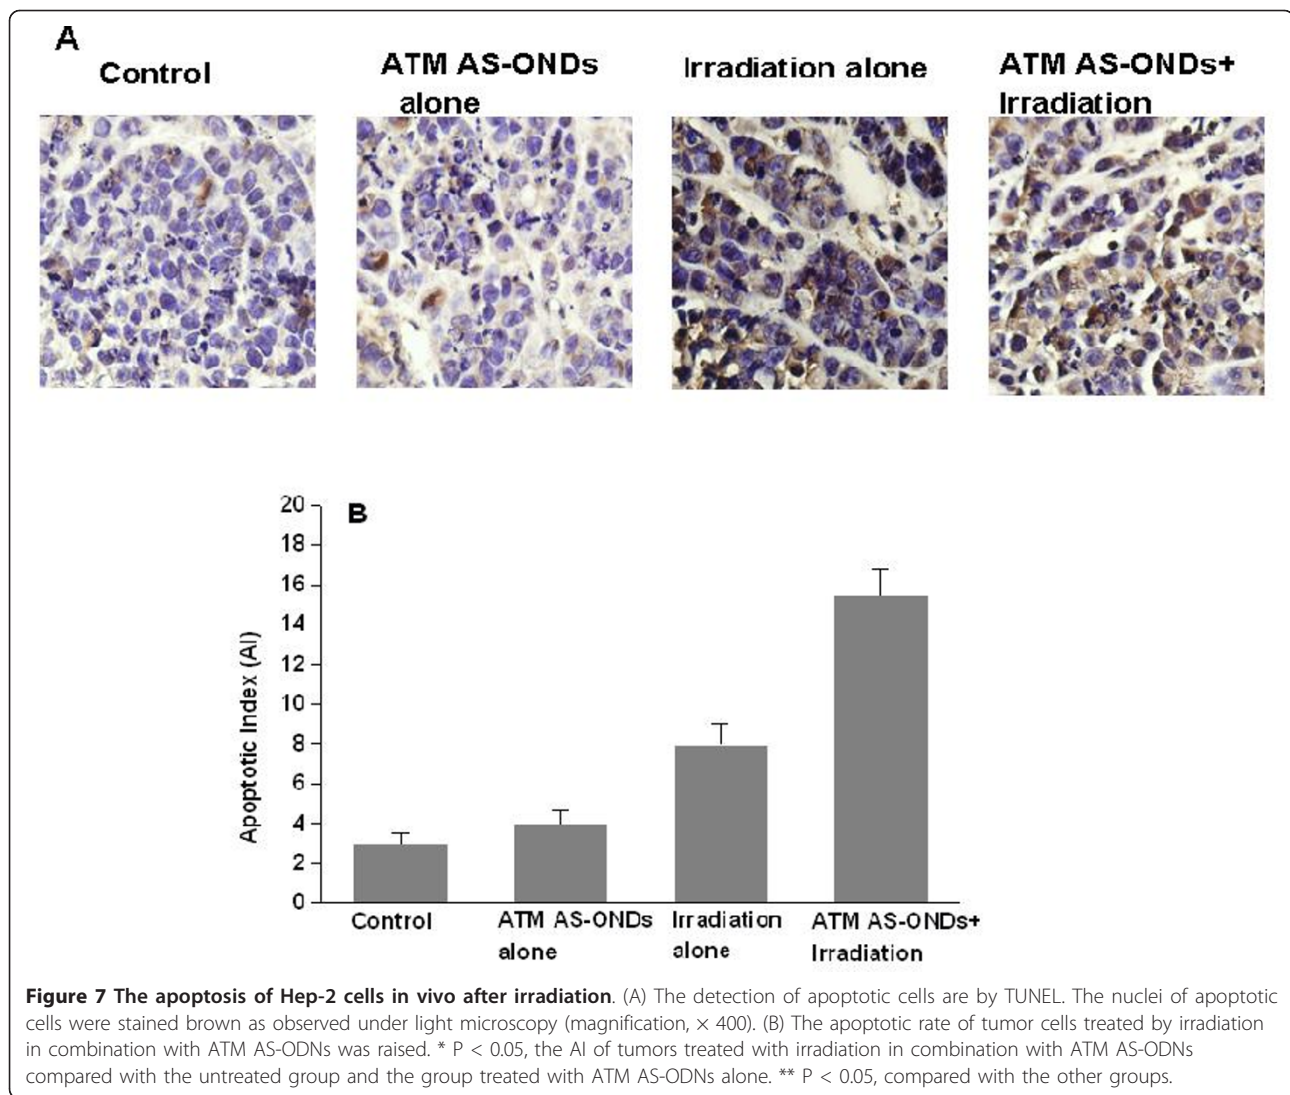 A
Control
ATM AS-ONDs
alone
Irradiation alone
ATM AS-ONDs+
Irradiation
B
20
18
16
14
12
10
8
6
4
2
0
Apoptotic Index (AI)
Control
ATM AS-ONDs
alone
Irradiation
alone
ATM AS-ONDs+
Irradiation
Figure 7 The apoptosis of Hep-2 cells in vivo after irradiation. (A) The detection of apoptotic cells are by TUNEL. The nuclei of apoptotic
cells were stained brown as observed under light microscopy (magnification, × 400). (B) The apoptotic rate of tumor cells treated by irradiation
in combination with ATM AS-ODNs was raised. * P < 0.05, the AI of tumors treated with irradiation in combination with ATM AS-ODNs
compared with the untreated group and the group treated with ATM AS-ODNs alone. ** P < 0.05, compared with the other groups.